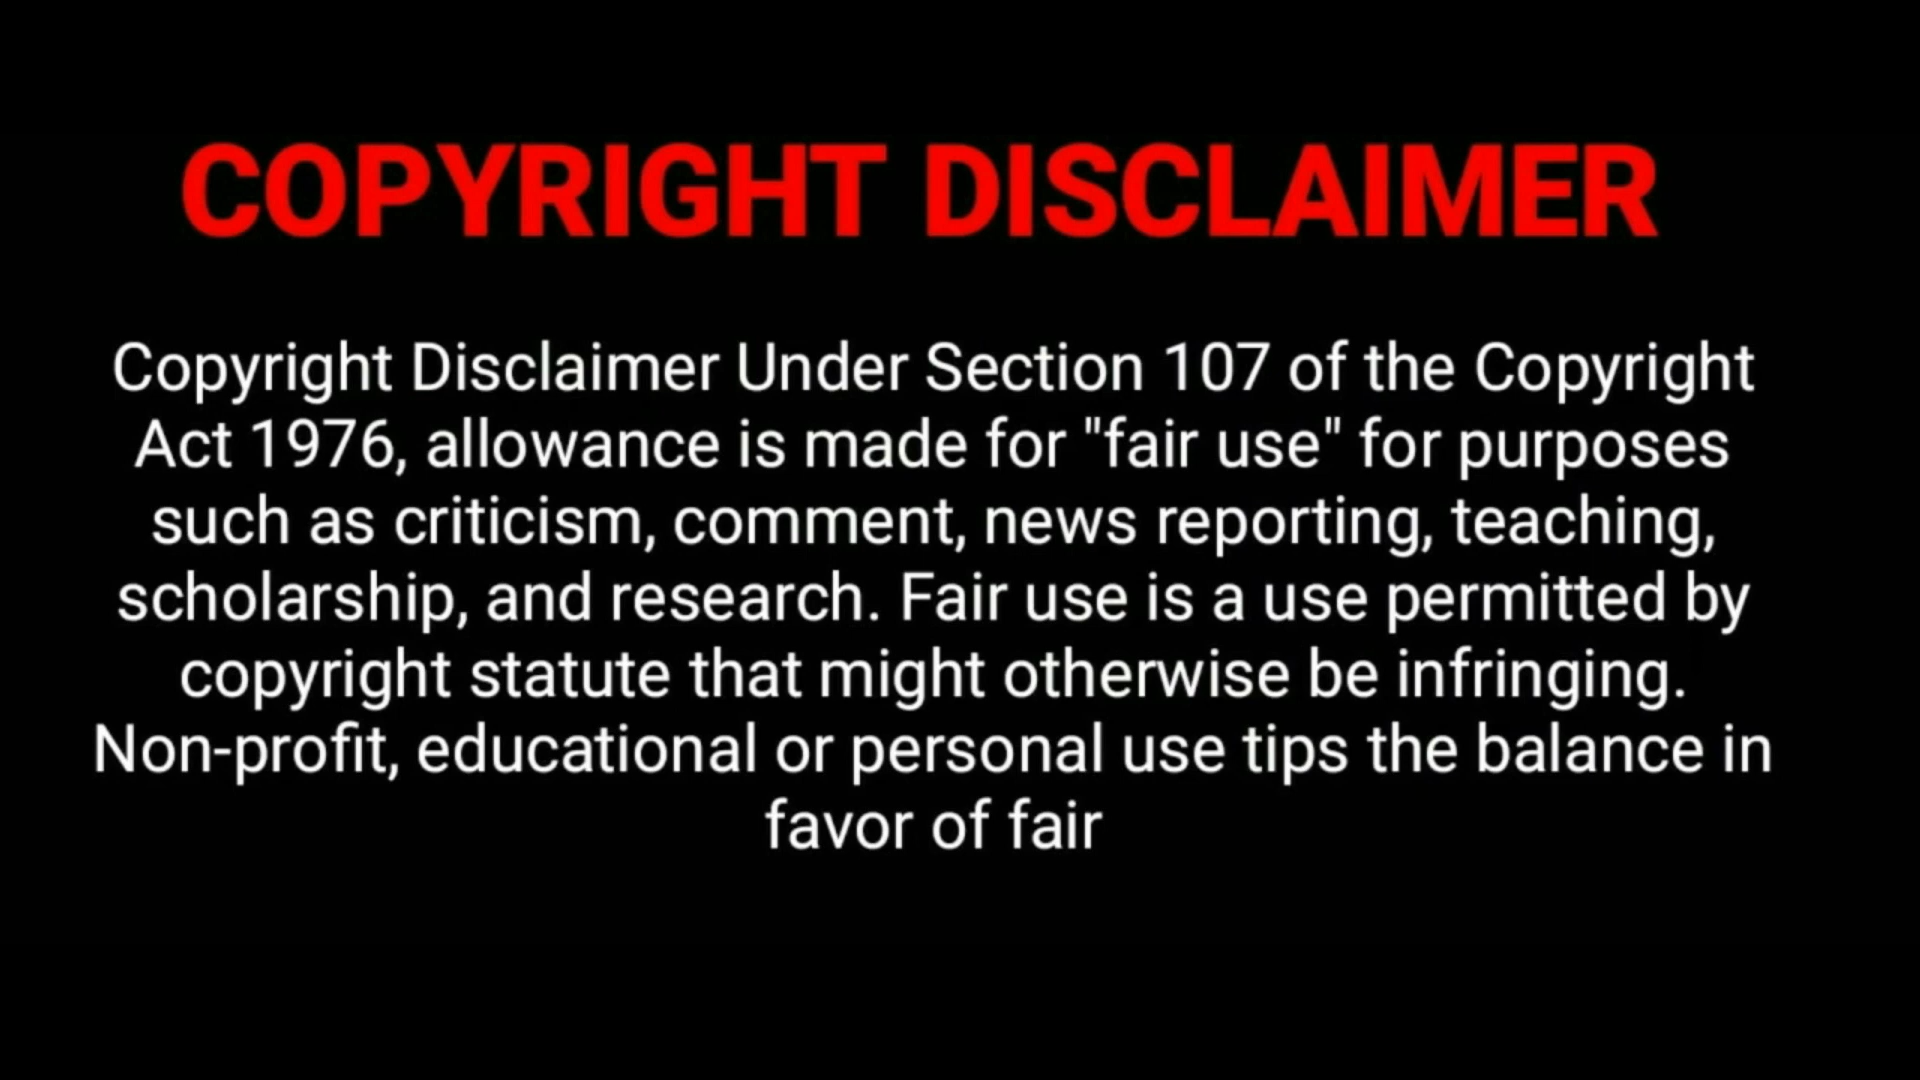 COPYRIGHT DISCLAIMER
Copyright Disclaimer Under Section 107 of the Copyright
Act 1976, allowance is made for "fair use" for purposes
such as criticism, comment, news reporting, teaching,
scholarship, and research. Fair use is a use permitted by
copyright statute that might otherwise be infringing.
Non-profit, educational or personal use tips the balance in
favor of fair